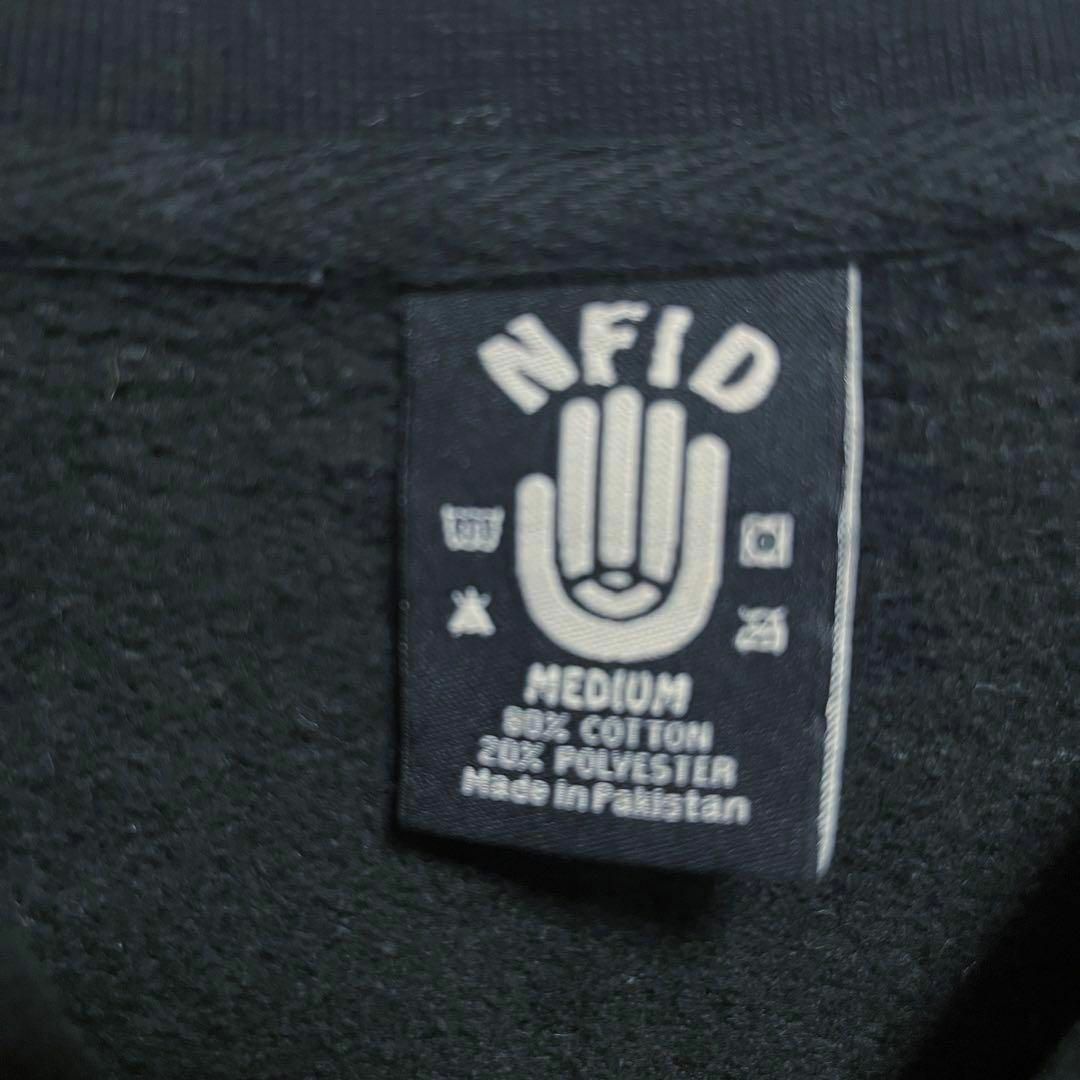 NFID
MEDIUM
80% COTTON
20% POLYESTER
Made in Pakistan